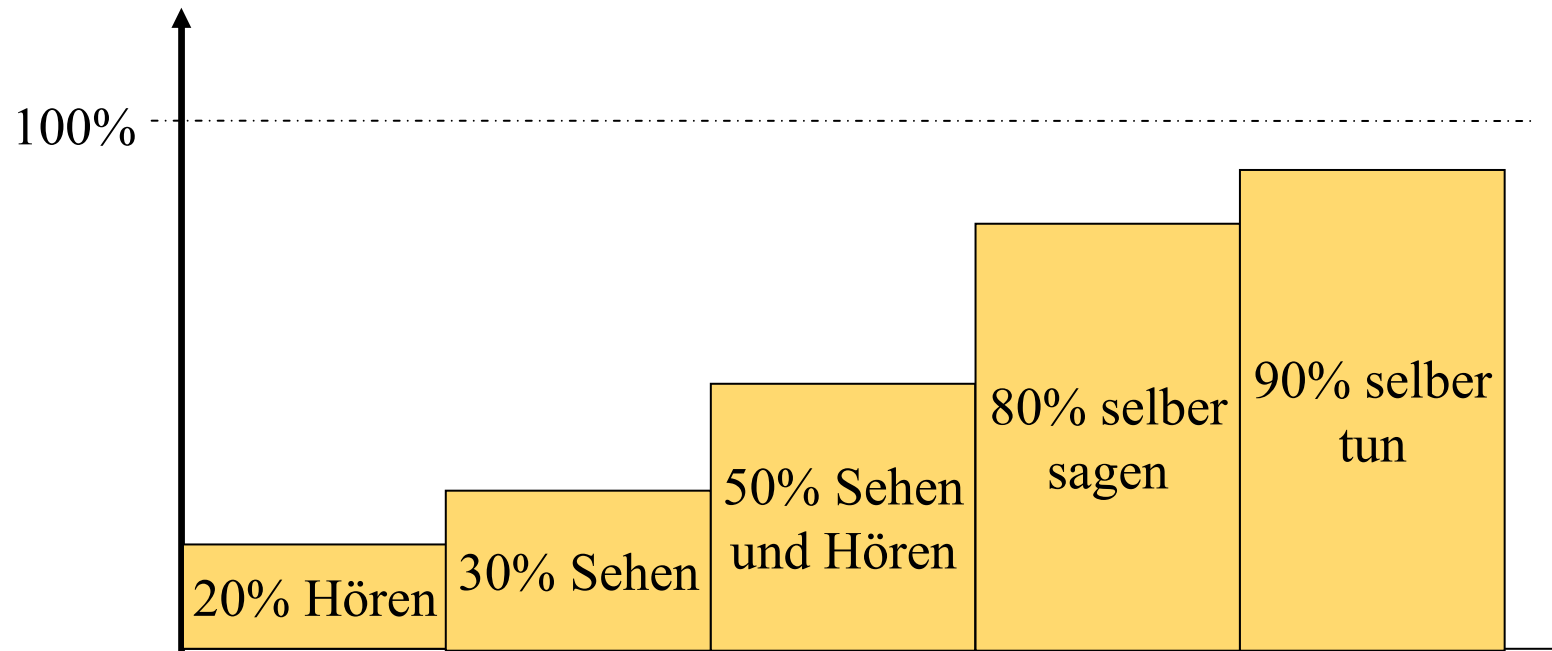 100%
20% Hören
30% Sehen
50% Sehen
und Hören
80% selber
sagen
90% selber
tun